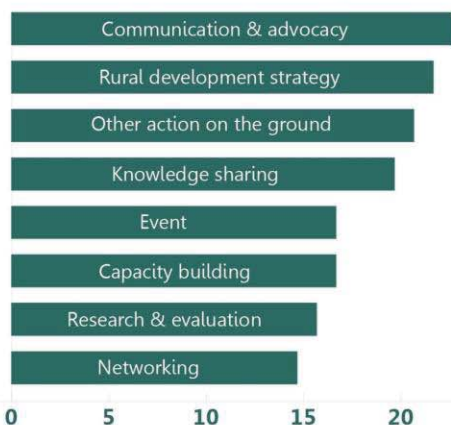 Communication & advocacy
Rural development strategy
Other action on the ground
Knowledge sharing
Event
Capacity building
Research & evaluation
Networking
0 5 10 15 20